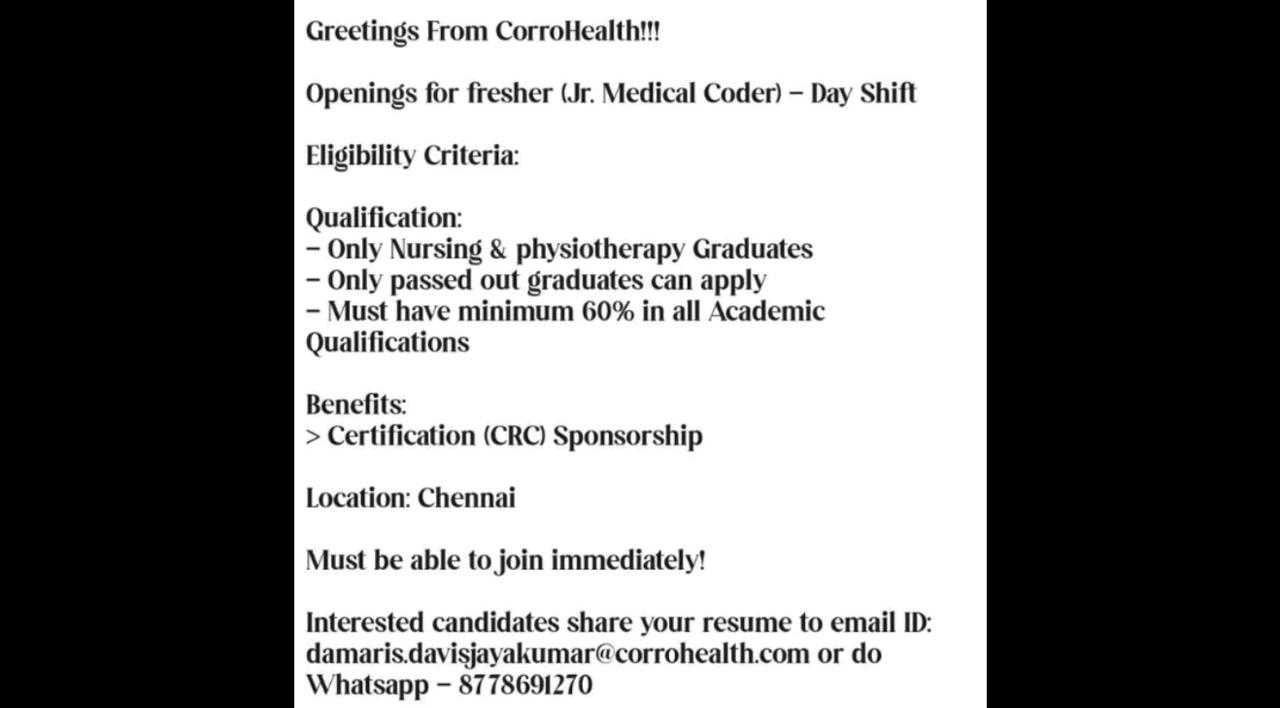 Greetings From CorroHealth!!!
Openings for fresher (Jr. Medical Coder) – Day Shift
Eligibility Criteria:
Qualification:
– Only Nursing & physiotherapy Graduates
– Only passed out graduates can apply
– Must have minimum 60% in all Academic
Qualifications
Benefits:
> Certification (CRC) Sponsorship
Location: Chennai
Must be able to join immediately!
Interested candidates share your resume to email ID:
damaris.davisjayakumar@corrohealth.com or do
Whatsapp – 8778691270